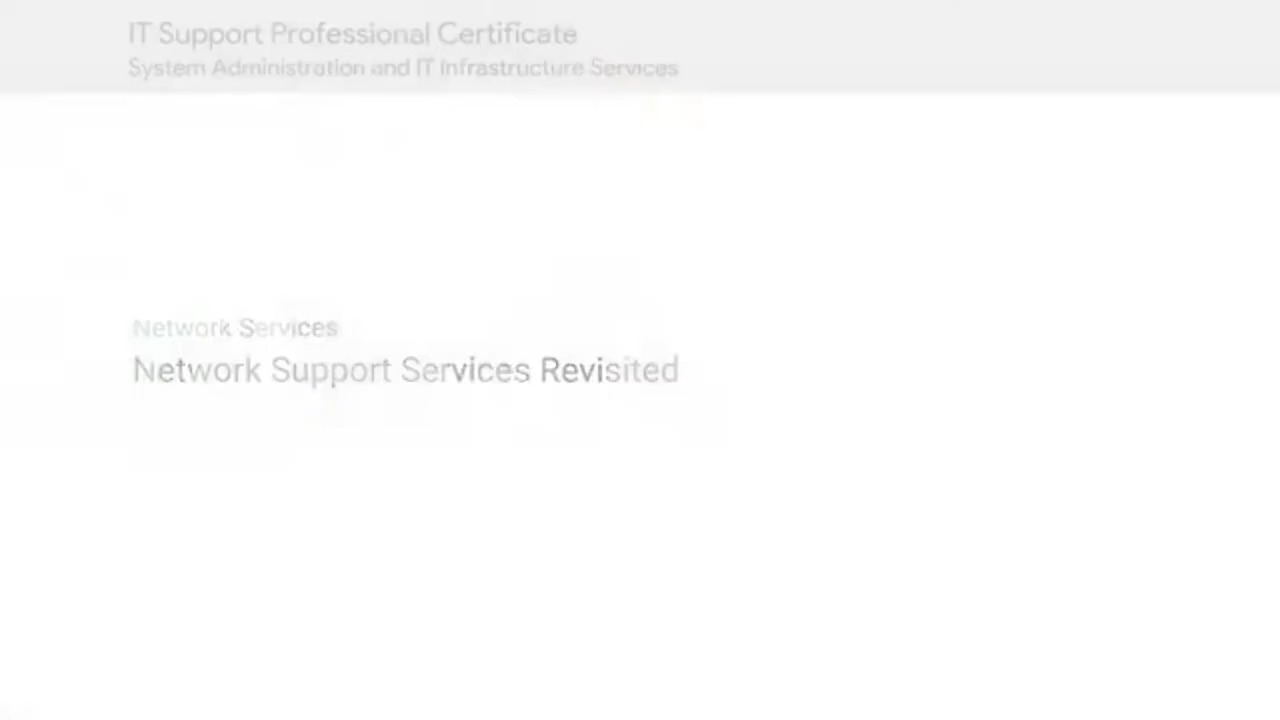 IT Support Professional Certificate
System Administration and IT Infrastructure Services
Network Services
Network Support Services Revisited